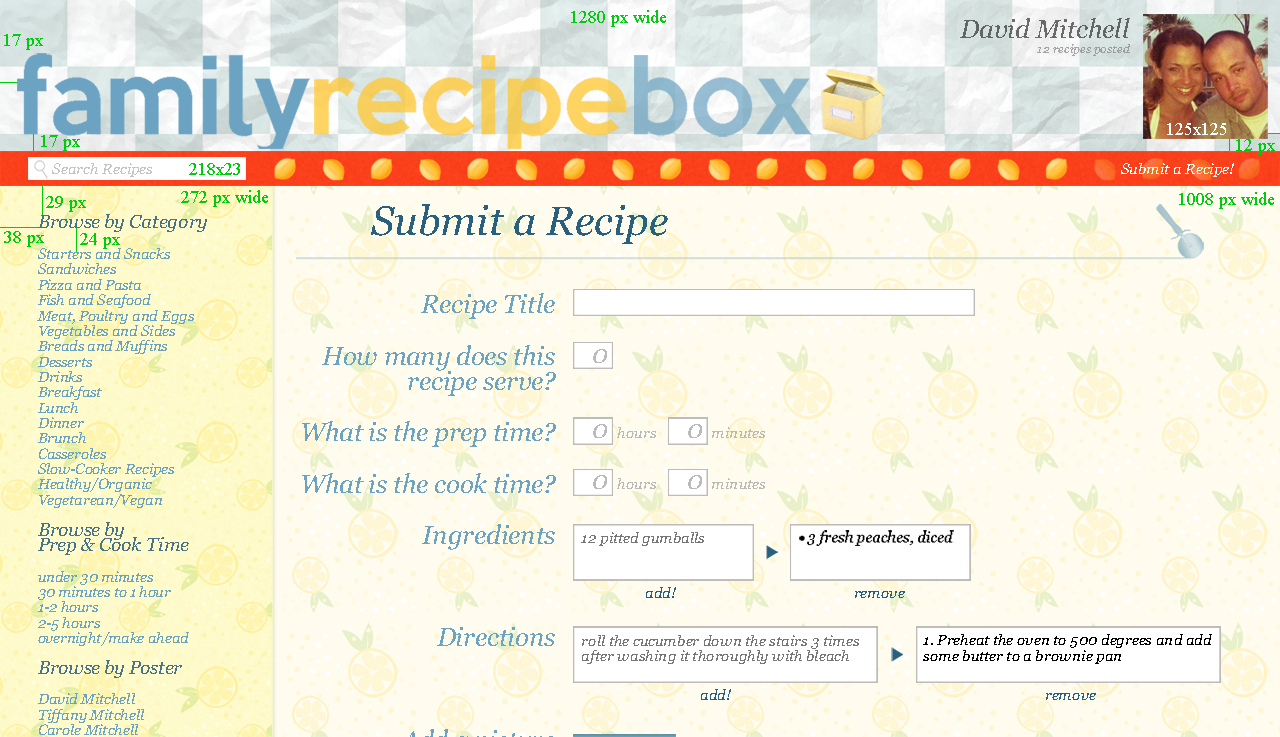 1280 px wide
17 px
David Mitchell
12 recipes posted
familyrecipebox
125x125
17 px
12 px
Search Recipes
218x23
Submit a Recipe!
272 px wide
1008 px wide
29 px
Browse by Category
38 px
24 px
Starters and Snacks
Sandwiches
Pizza and Pasta
Fish and Seafood
Meat, Poultry and Eggs
Vegetables and Sides
Breads and Muffins
Desserts
Drinks
Breakfast
Lunch
Dinner
Brunch
Casseroles
Slow-Cooker Recipes
Healthy/Organic
Vegetarean/Vegan
Browse by
Prep & Cook Time
under 30 minutes
30 minutes to 1 hour
1-2 hours
2-5 hours
overnight/make ahead
Browse by Poster
David Mitchell
Tiffany Mitchell
Carole Mitchell
Submit a Recipe
Recipe Title
How many does this
recipe serve?
0
What is the prep time?
0 hours 0 minutes
What is the cook time?
0 hours 0 minutes
Ingredients
12 pitted gumballs
• 3 fresh peaches, diced
add!
remove
Directions
roll the cucumber down the stairs 3 times
after washing it thoroughly with bleach
1. Preheat the oven to 500 degrees and add
some butter to a brownie pan
add!
remove
Add a picture